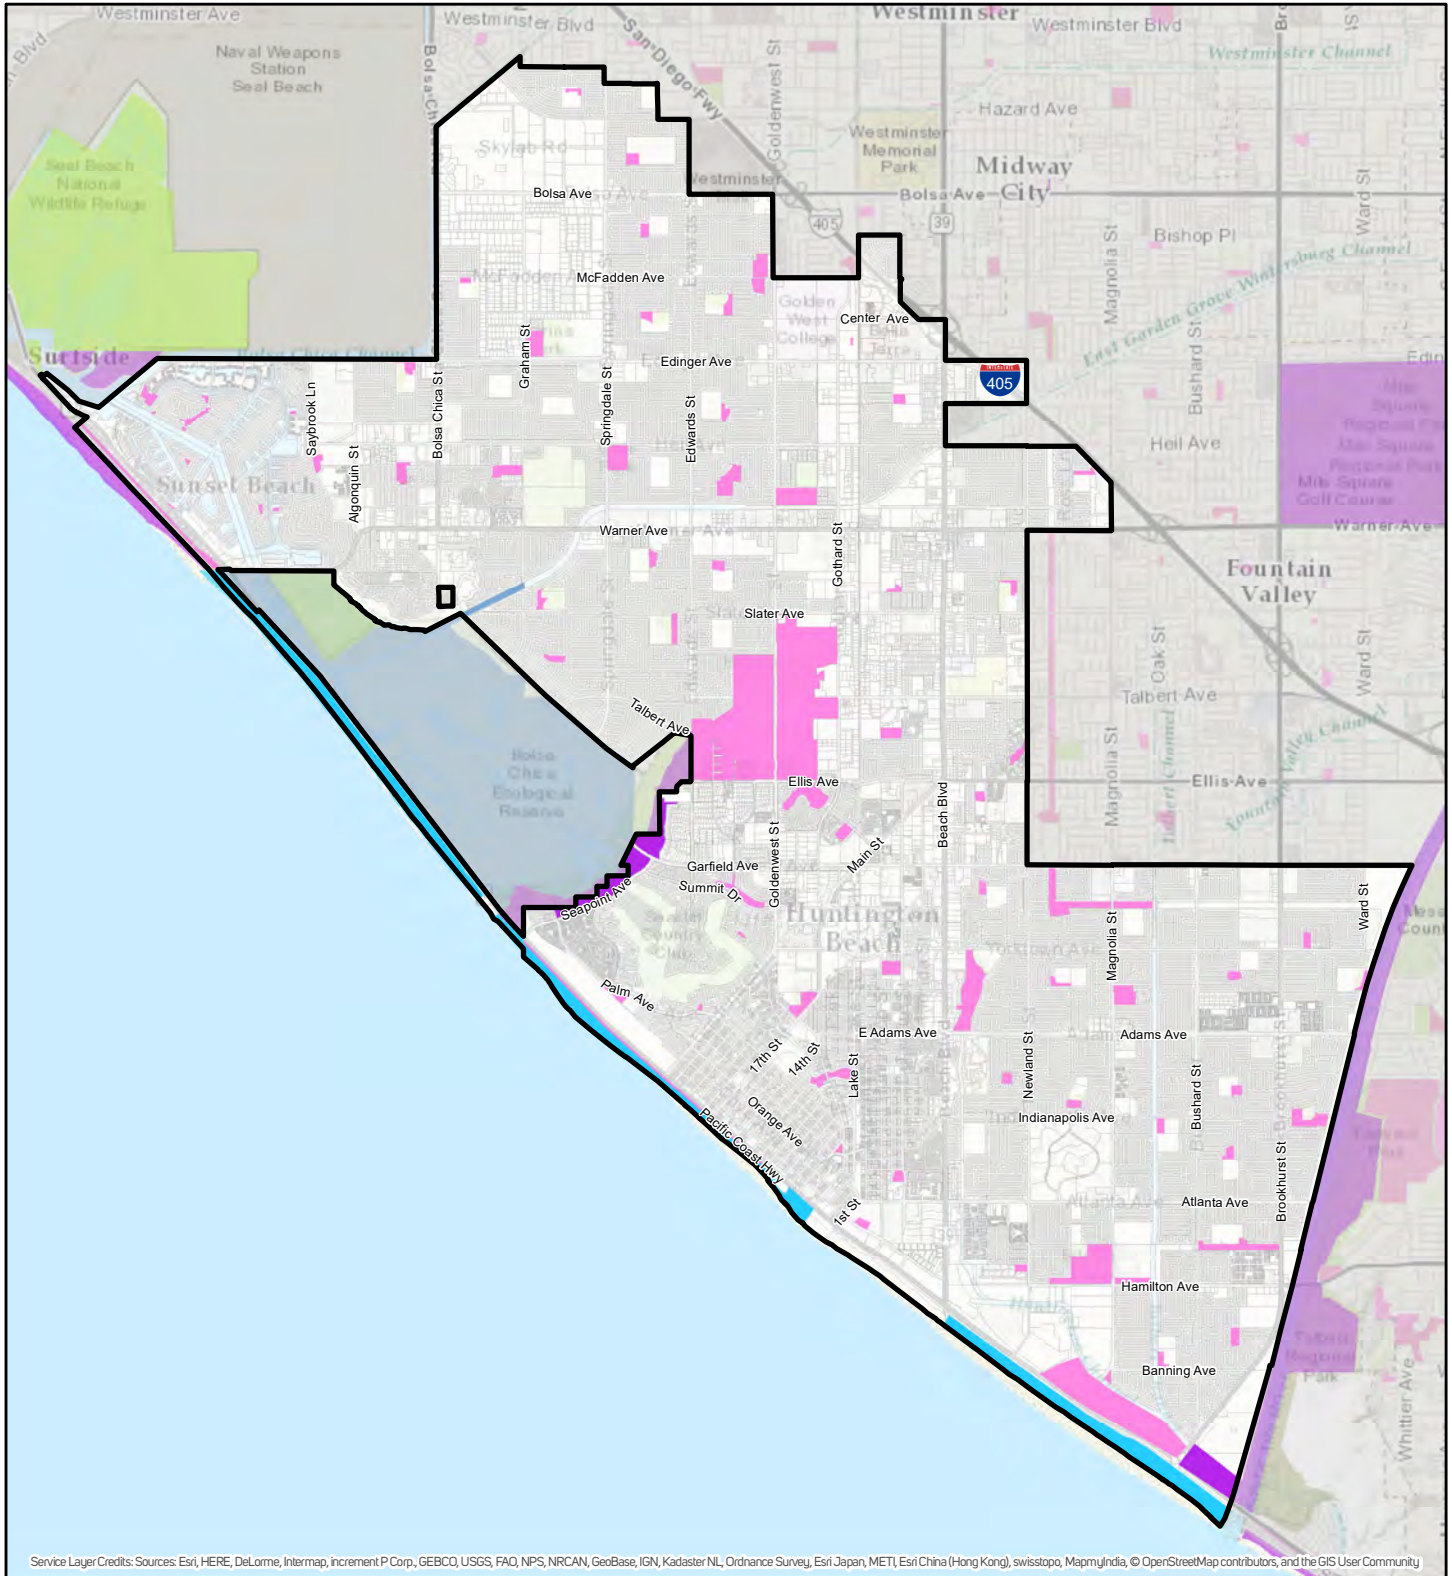 Westminster Ave
Westminster Blvd
Westminster
Westminster Blvd
Naval Weapons
Station
Seal Beach
San Diego Fwy
Goldenwest St
Westminster Channel
Hazard Ave
Seal Beach
National
Wildlife Refuge
Skylab Rd
Westminster
Memorial
Park
Midway
City
Westminster
Bolsa Ave
Bolsa Ave
Ward St
405
39
Magnolia St
Bishop Pl
East Garden Grove Wintersburg Channel
McFadden Ave
Golden
West
College
Center Ave
Bushard St
Surfside
Graham St
Edinger Ave
405
Saybrook Ln
Bolsa Chica St
Springdale St
Edwards St
Mile Square
Golf Course
Heil Ave
Algonquin St
Sunset Beach
Warner Ave
Warner Ave
Gothard St
Fountain
Valley
Slater Ave
Oak St
Ward St
Talbert Ave
Talbert Ave
Magnolia St
Talbert Channel
Fountain Valley Channel
Bolsa
Chica
Ecological
Reserve
Ellis Ave
Ellis Ave
Beach Blvd
Goldenwest St
Main St
Garfield Ave
Summit Dr
Seapoint Ave
Huntington
Beach
Magnolia St
Ward St
Palm Ave
E Adams Ave
Adams Ave
17th St
14th St
Lake St
Newland St
Bushard St
Orange Ave
Indianapolis Ave
Pacific Coast Hwy
Brookhurst St
1st St
Atlanta Ave
Atlanta Ave
Hamilton Ave
Talbert
Regional
Park
Banning Ave
Whittier Ave
Service Layer Credits: Sources: Esri, HERE, DeLorme, Intermap, increment P Corp., GEBCO, USGS, FAO, NPS, NRCAN, GeoBase, IGN, Kadaster NL, Ordnance Survey, Esri Japan, METI, Esri China (Hong Kong), swisstopo, MapmyIndia, © OpenStreetMap contributors, and the GIS User Community